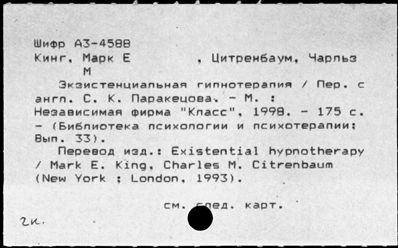 Шифр А3-4588
Кинг, Марк Е , Цитренбаум, Чарльз
М
Экзистенциальная гипнотерапия / Пер. с
англ. С. К. Паракецова. - М. :
Независимая фирма "Класс", 1998. - 175 с.
- (Библиотека психологии и психотерапии;
Вып. 33).
Перевод изд.: Existential hypnotherapy
/ Mark E. King, Charles M. Citrenbaum
(New York ; London, 1993).
см. след. карт.
2к.